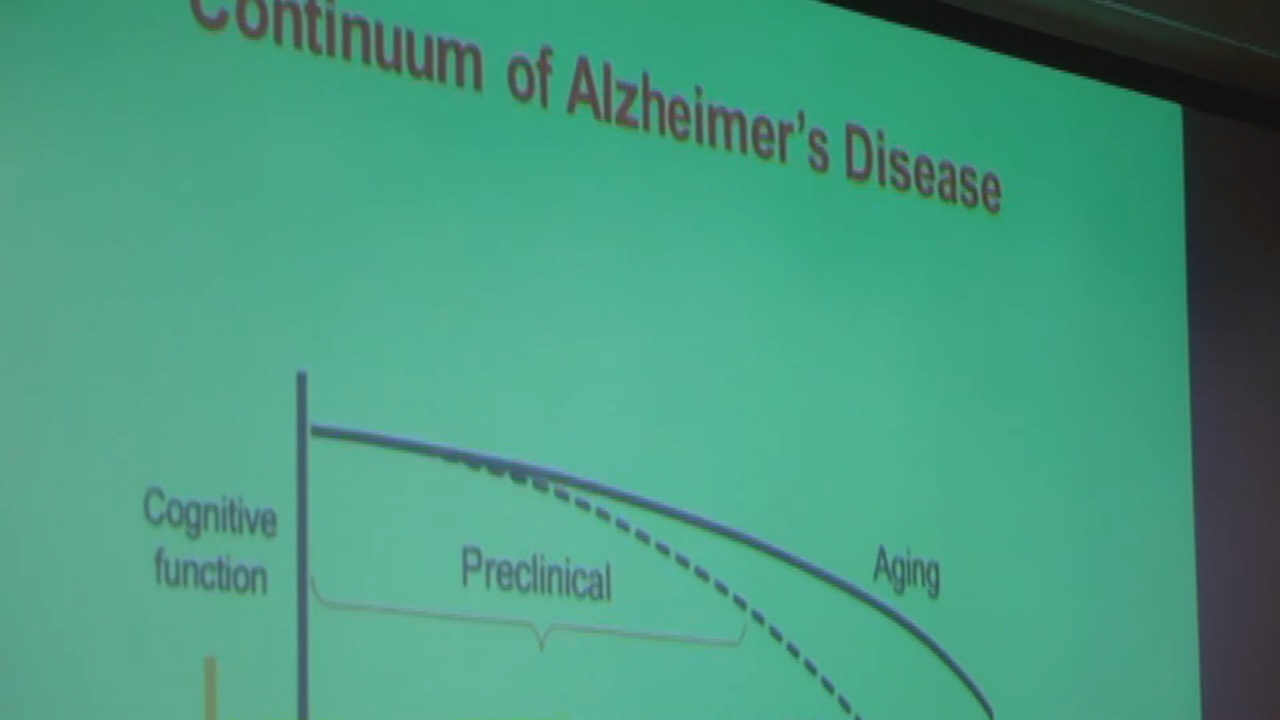 Continuum of Alzheimer's Disease
Cognitive
function
Preclinical
Aging